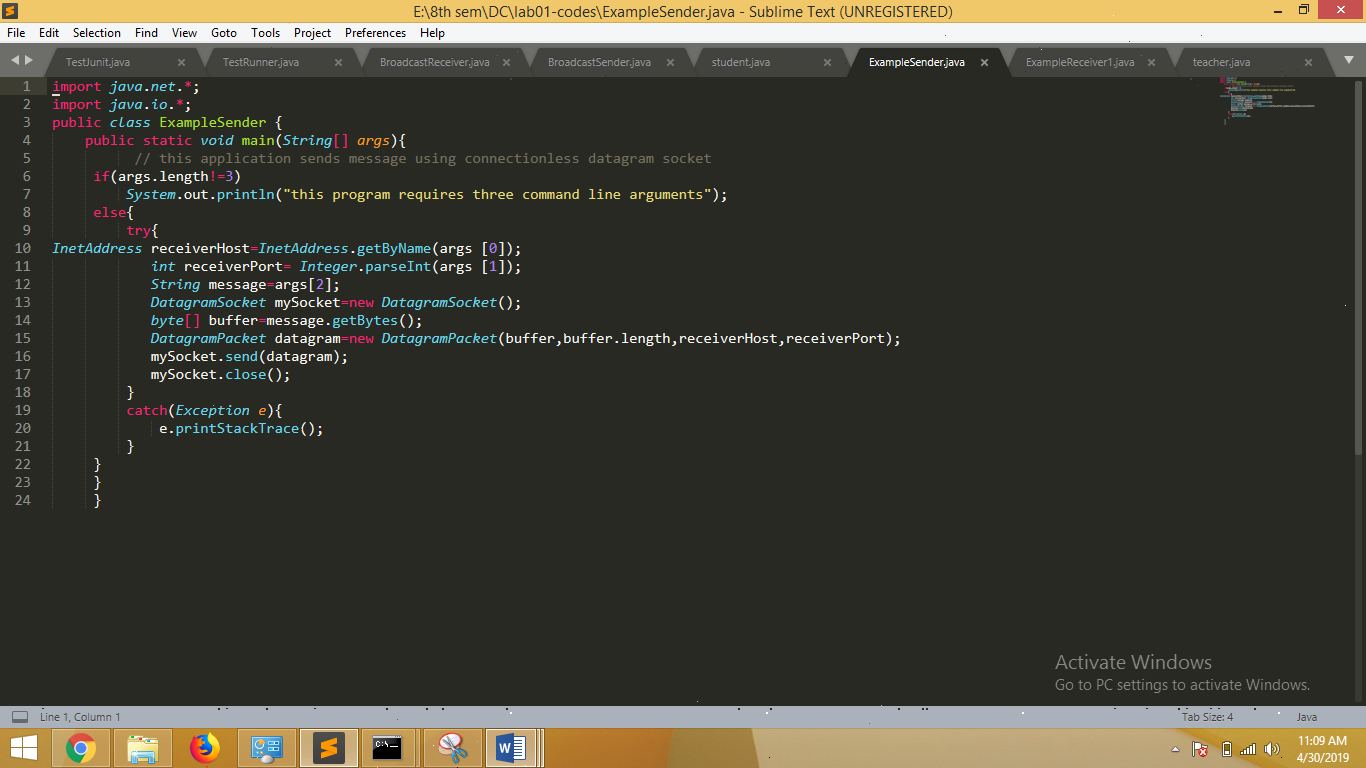 E:\8th sem\DC\lab01-codes\ExampleSender.java - Sublime Text (UNREGISTERED)
File Edit Selection Find View Goto Tools Project Preferences Help
TestJunit.java TestRunner.java BroadcastReceiver.java BroadcastSender.java student.java ExampleSender.java ExampleReceiver1.java teacher.java
1 import java.net.*;
2 import java.io.*;
3 public class ExampleSender {
4 public static void main(String[] args){
5 // this application sends message using connectionless datagram socket
6 if(args.length!=3)
7 System.out.println("this program requires three command line arguments");
8 else{
9 try{
10 InetAddress receiverHost=InetAddress.getByName(args [0]);
11 int receiverPort= Integer.parseInt(args [1]);
12 String message=args[2];
13 DatagramSocket mySocket=new DatagramSocket();
14 byte[] buffer=message.getBytes();
15 DatagramPacket datagram=new DatagramPacket(buffer,buffer.length,receiverHost,receiverPort);
16 mySocket.send(datagram);
17 mySocket.close();
18 }
19 catch(Exception e){
20 e.printStackTrace();
21 }
22 }
23 }
24 }
Activate Windows
Go to PC settings to activate Windows.
Line 1, Column 1 Tab Size: 4 Java
11:09 AM
4/30/2019